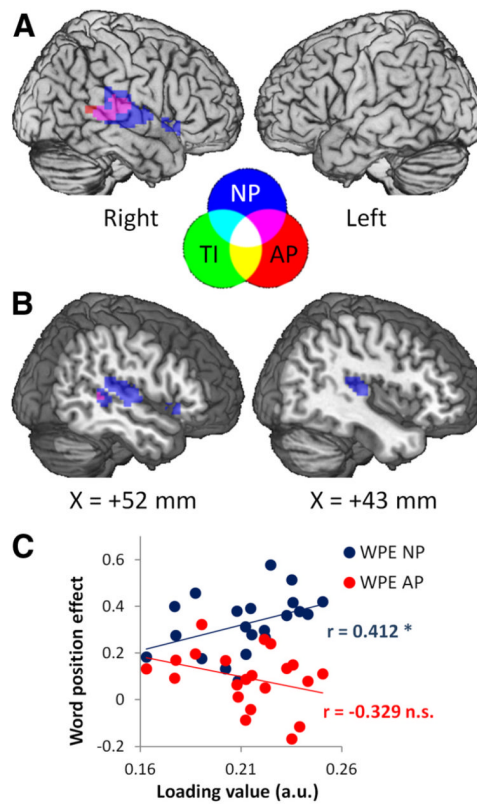 A
Right
Left
NP
TI
AP
B
X = +52 mm
X = +43 mm
C
Word position effect
0.6
0.4
0.2
0
-0.2
WPE NP
WPE AP
r = 0.412 *
r = -0.329 n.s.
0.16
0.21
0.26
Loading value (a.u.)